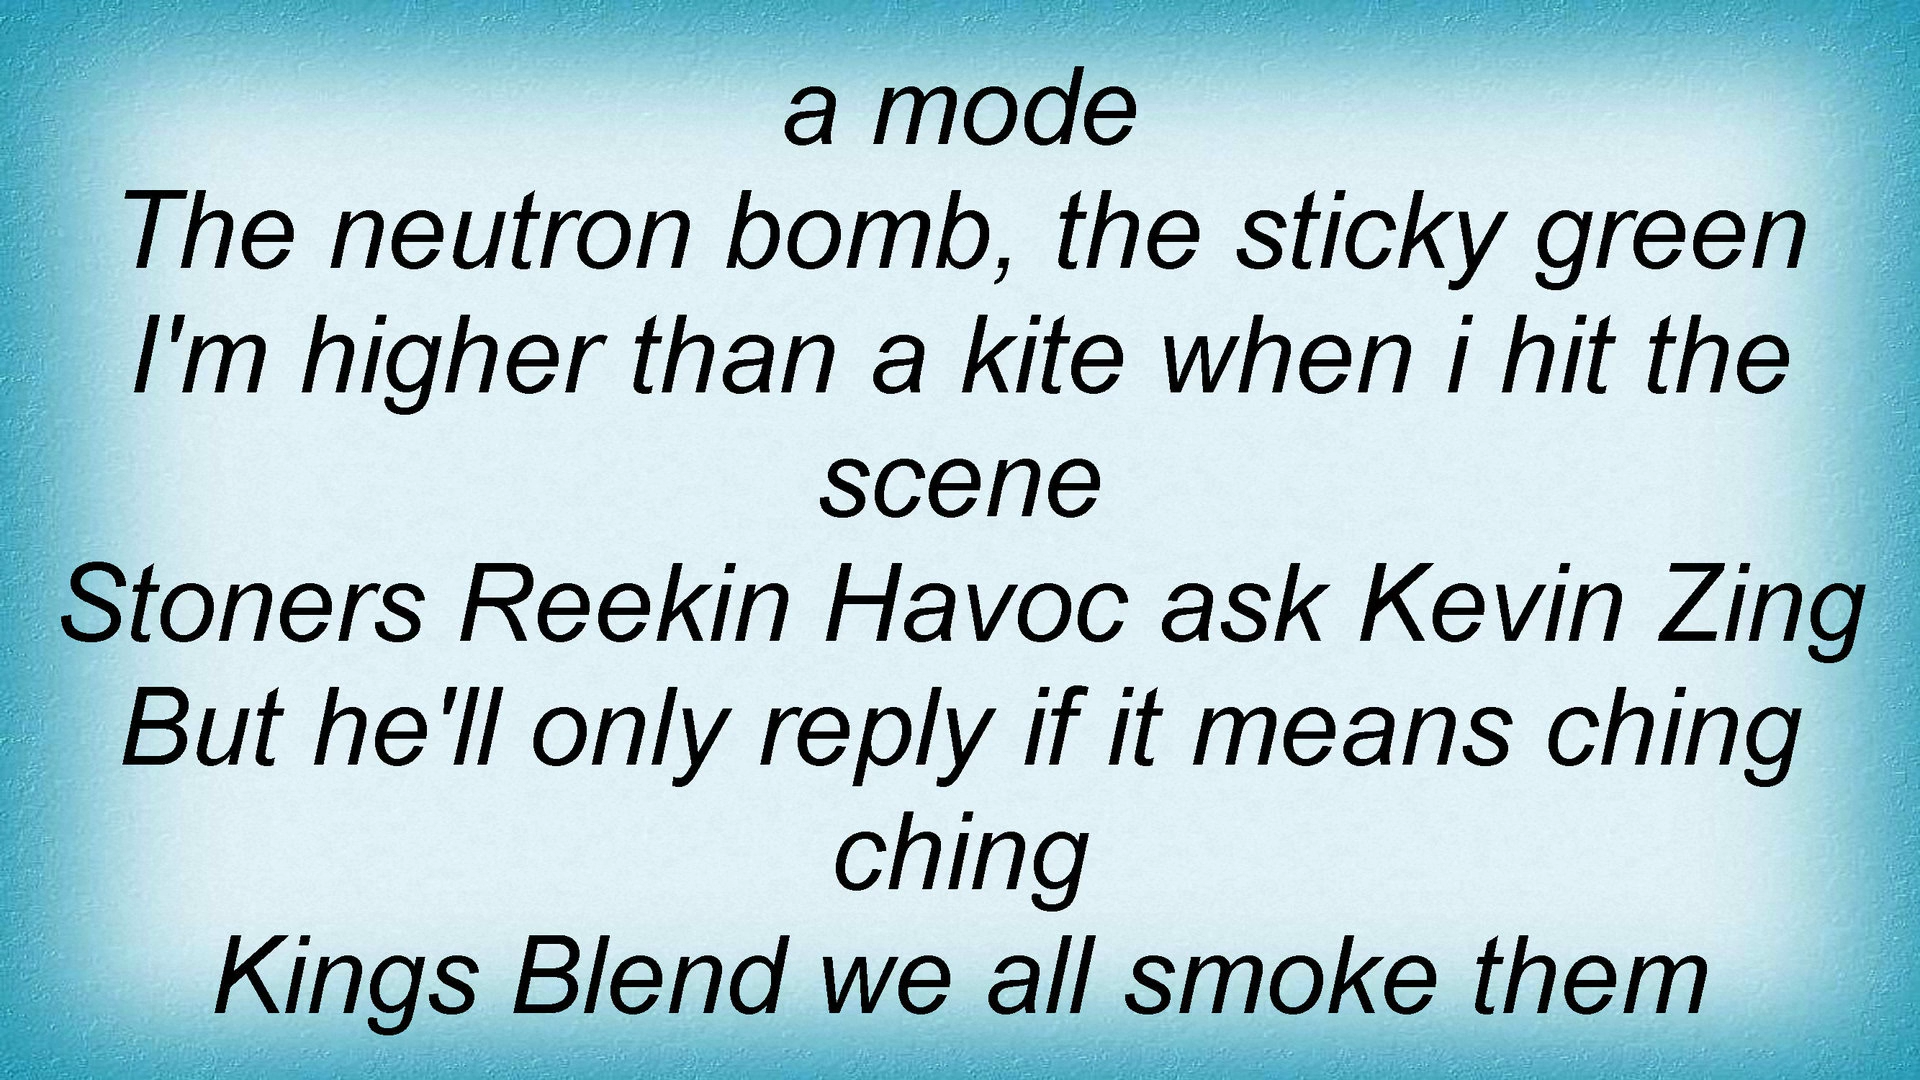 a mode
The neutron bomb, the sticky green
I'm higher than a kite when i hit the
scene
Stoners Reekin Havoc ask Kevin Zing
But he'll only reply if it means ching
ching
Kings Blend we all smoke them